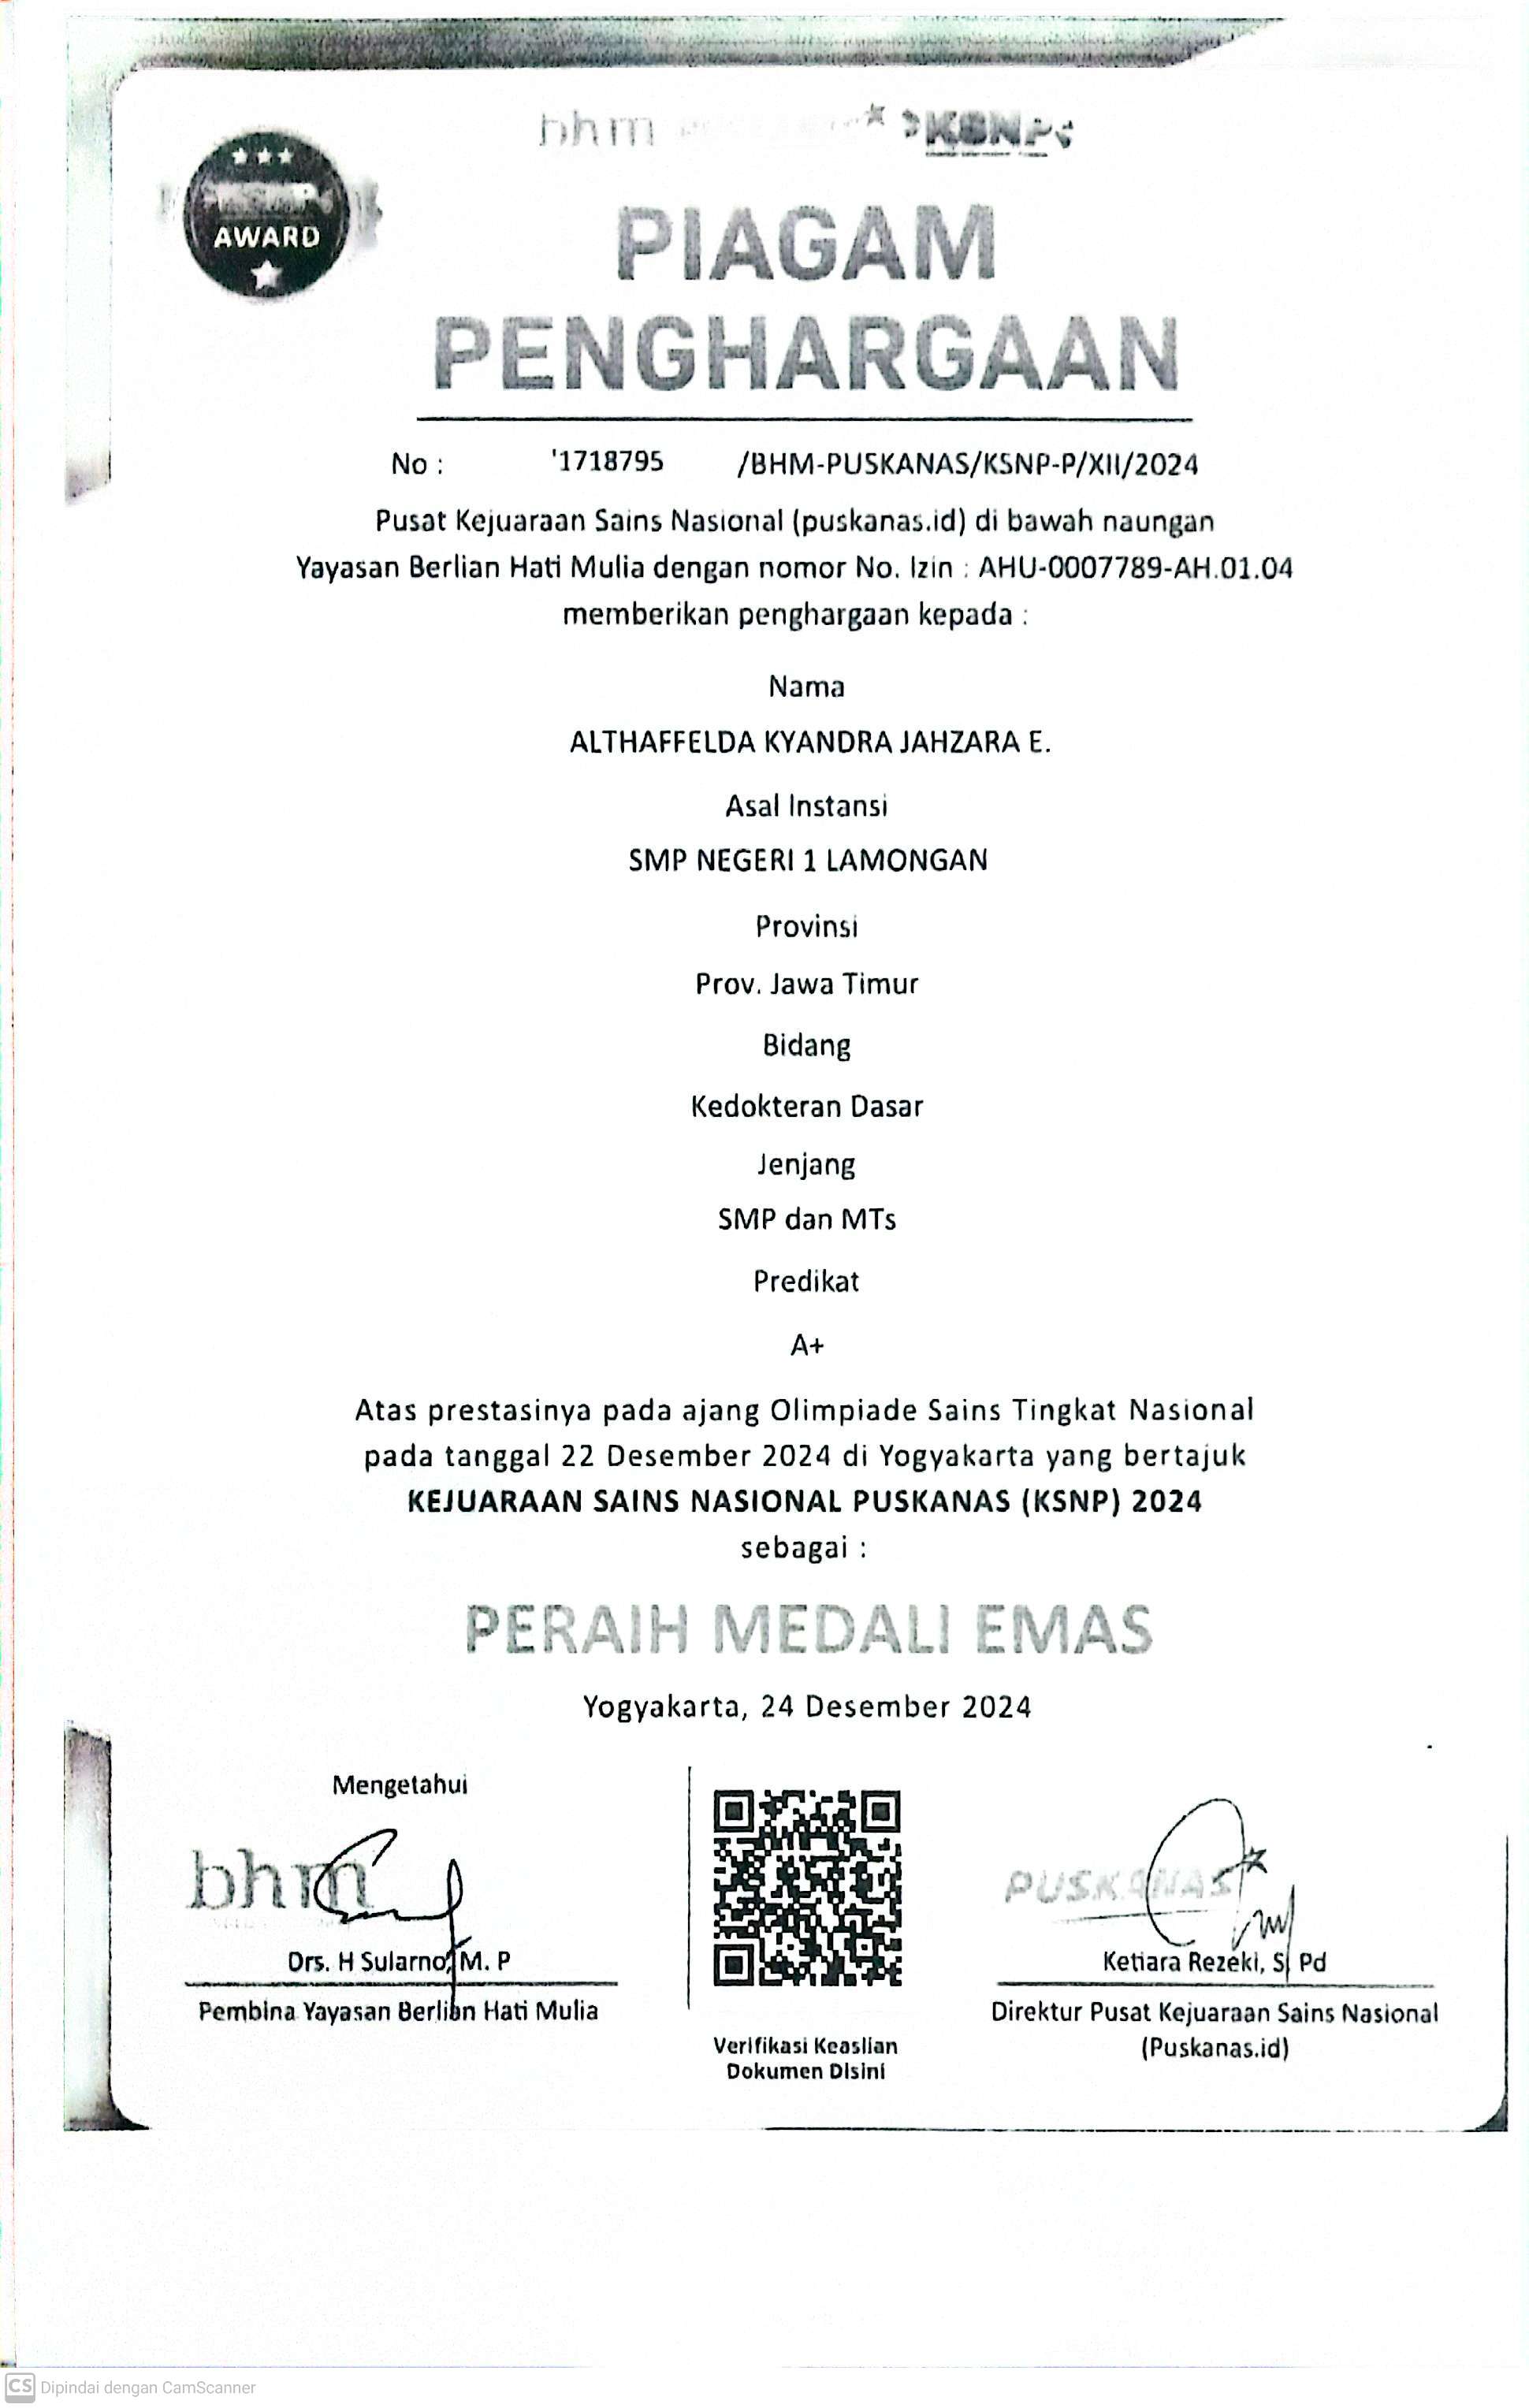 bhm
KSNP
AWARD
PIAGAM
PENGHARGAAN
No : '1718795 /BHM-PUSKANAS/KSNP-P/XII/2024
Pusat Kejuaraan Sains Nasional (puskanas.id) di bawah naungan
Yayasan Berlian Hati Mulia dengan nomor No. Izin : AHU-0007789-AH.01.04
memberikan penghargaan kepada :
Nama
ALTHAFFELDA KYANDRA JAHZARA E.
Asal Instansi
SMP NEGERI 1 LAMONGAN
Provinsi
Prov. Jawa Timur
Bidang
Kedokteran Dasar
Jenjang
SMP dan MTs
Predikat
A+
Atas prestasinya pada ajang Olimpiade Sains Tingkat Nasional
pada tanggal 22 Desember 2024 di Yogyakarta yang bertajuk
KEJUARAAN SAINS NASIONAL PUSKANAS (KSNP) 2024
sebagai :
PERAIH MEDALI EMAS
Yogyakarta, 24 Desember 2024
Mengetahui
bhm
Drs. H Sularno, M. P
Pembina Yayasan Berlian Hati Mulia
Verifikasi Keaslian
Dokumen Disini
PUSKANAS
Ketiara Rezeki, S. Pd
Direktur Pusat Kejuaraan Sains Nasional
(Puskanas.id)
CS Dipindai dengan CamScanner